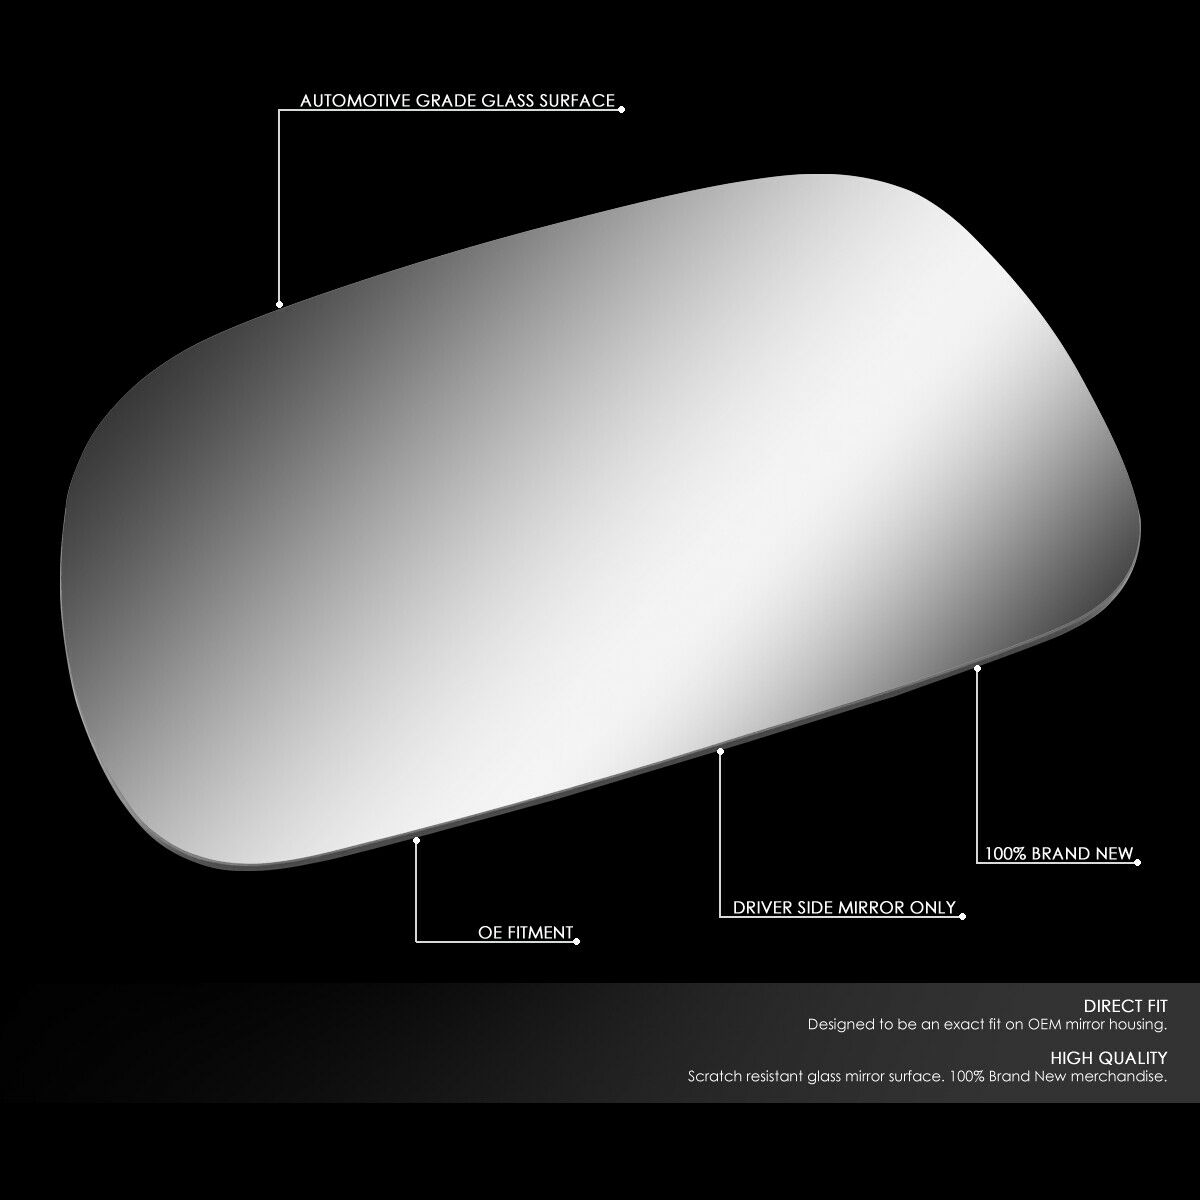 AUTOMOTIVE GRADE GLASS SURFACE
100% BRAND NEW
DRIVER SIDE MIRROR ONLY
OE FITMENT
DIRECT FIT
Designed to be an exact fit on OEM mirror housing.
HIGH QUALITY
Scratch resistant glass mirror surface. 100% Brand New merchandise.